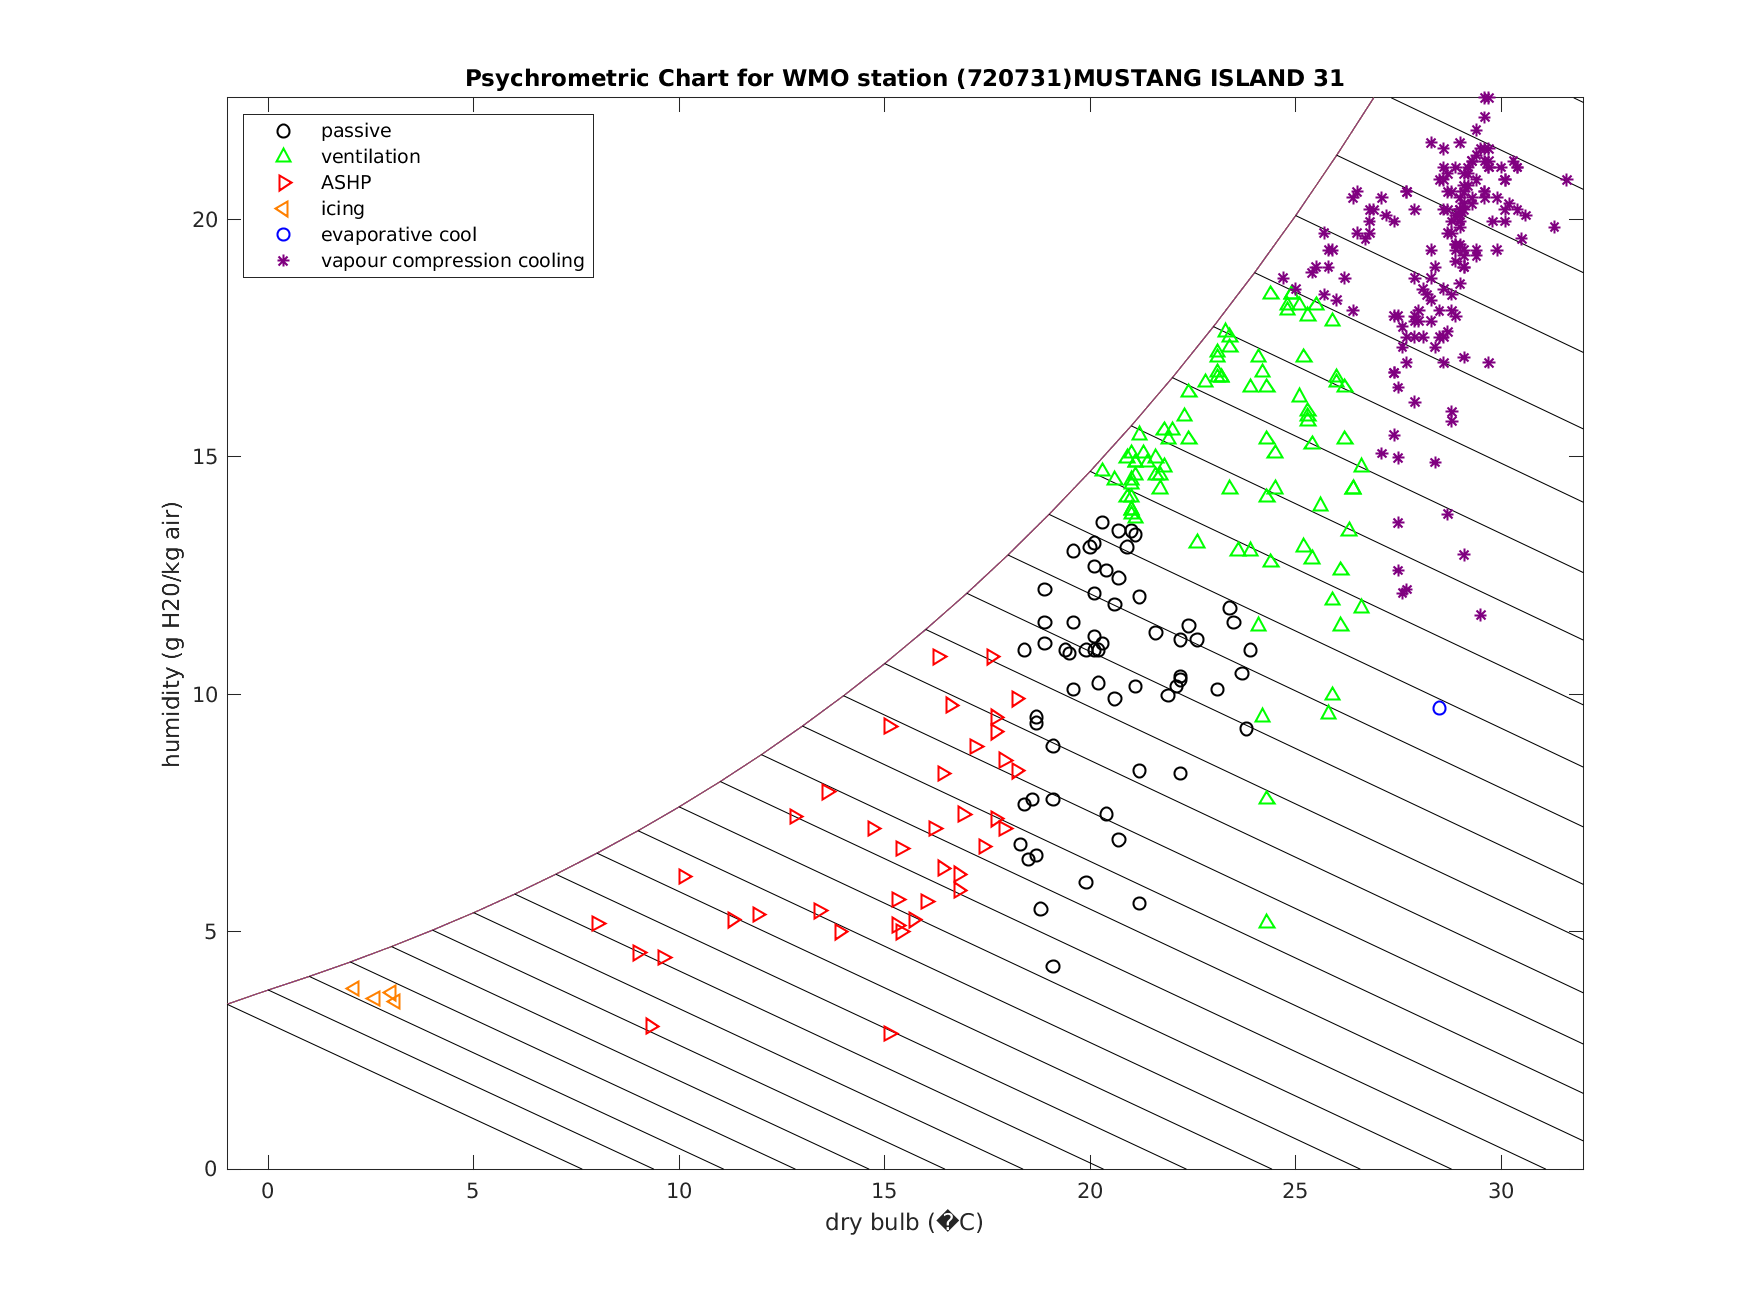 Psychrometric Chart for WMO station (720731)MUSTANG ISLAND 31
passive
ventilation
ASHP
icing
evaporative cool
vapour compression cooling
humidity (g H20/kg air)
20
15
10
5
0
0 5 10 15 20 25 30
dry bulb (�C)